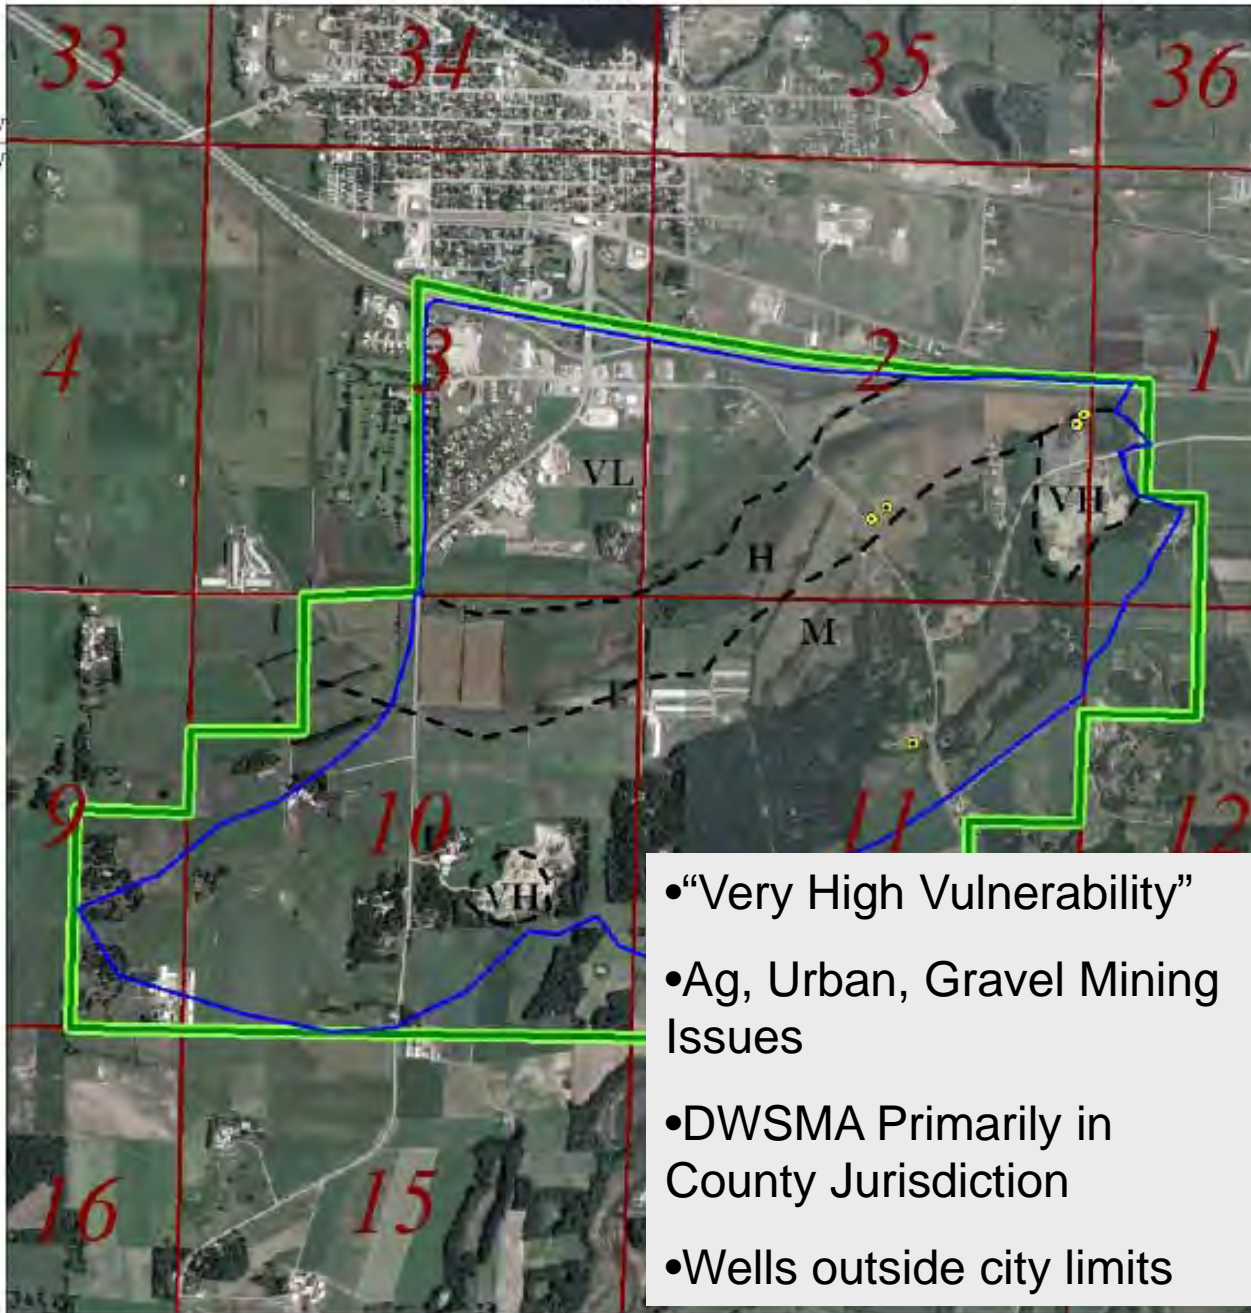 33 34 35 36
4 3 2 1
VL VH
H
M
9 10 11 12
VH
•“Very High Vulnerability”
•Ag, Urban, Gravel Mining
Issues
•DWSMA Primarily in
County Jurisdiction
•Wells outside city limits
16 15